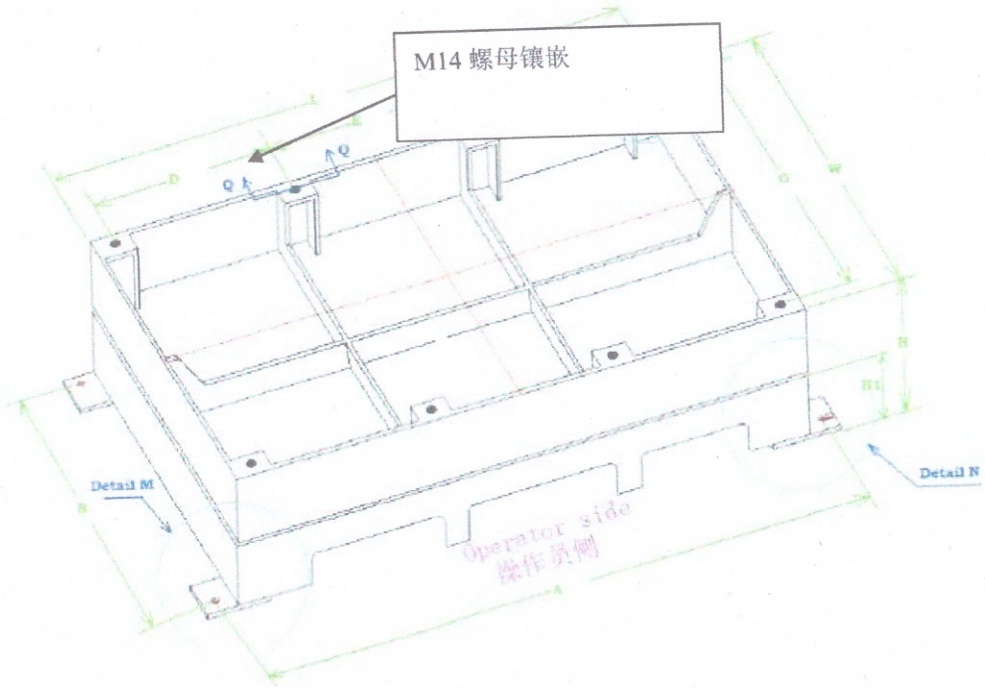 M14 螺母镶嵌
E
Q
D
Q
G
W
H
H1
Detail M
B
Detail N
Operator side
操作员侧
A